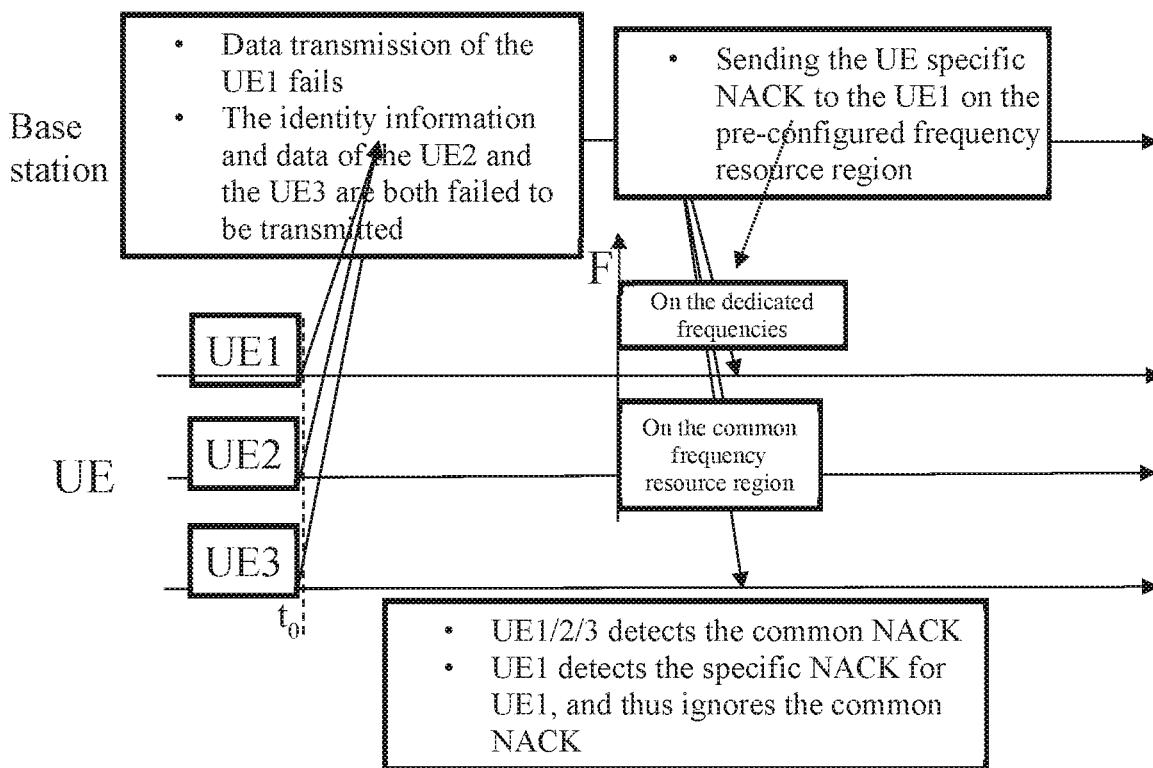 Base
station
• Data transmission of the
UE1 fails
• The identity information
and data of the UE2 and
the UE3 are both failed to
be transmitted
• Sending the UE specific
NACK to the UE1 on the
pre-configured frequency
resource region
F
On the dedicated
frequencies
UE1
On the common
frequency
resource region
UE
UE2
UE3
t0
• UE1/2/3 detects the common NACK
• UE1 detects the specific NACK for
UE1, and thus ignores the common
NACK